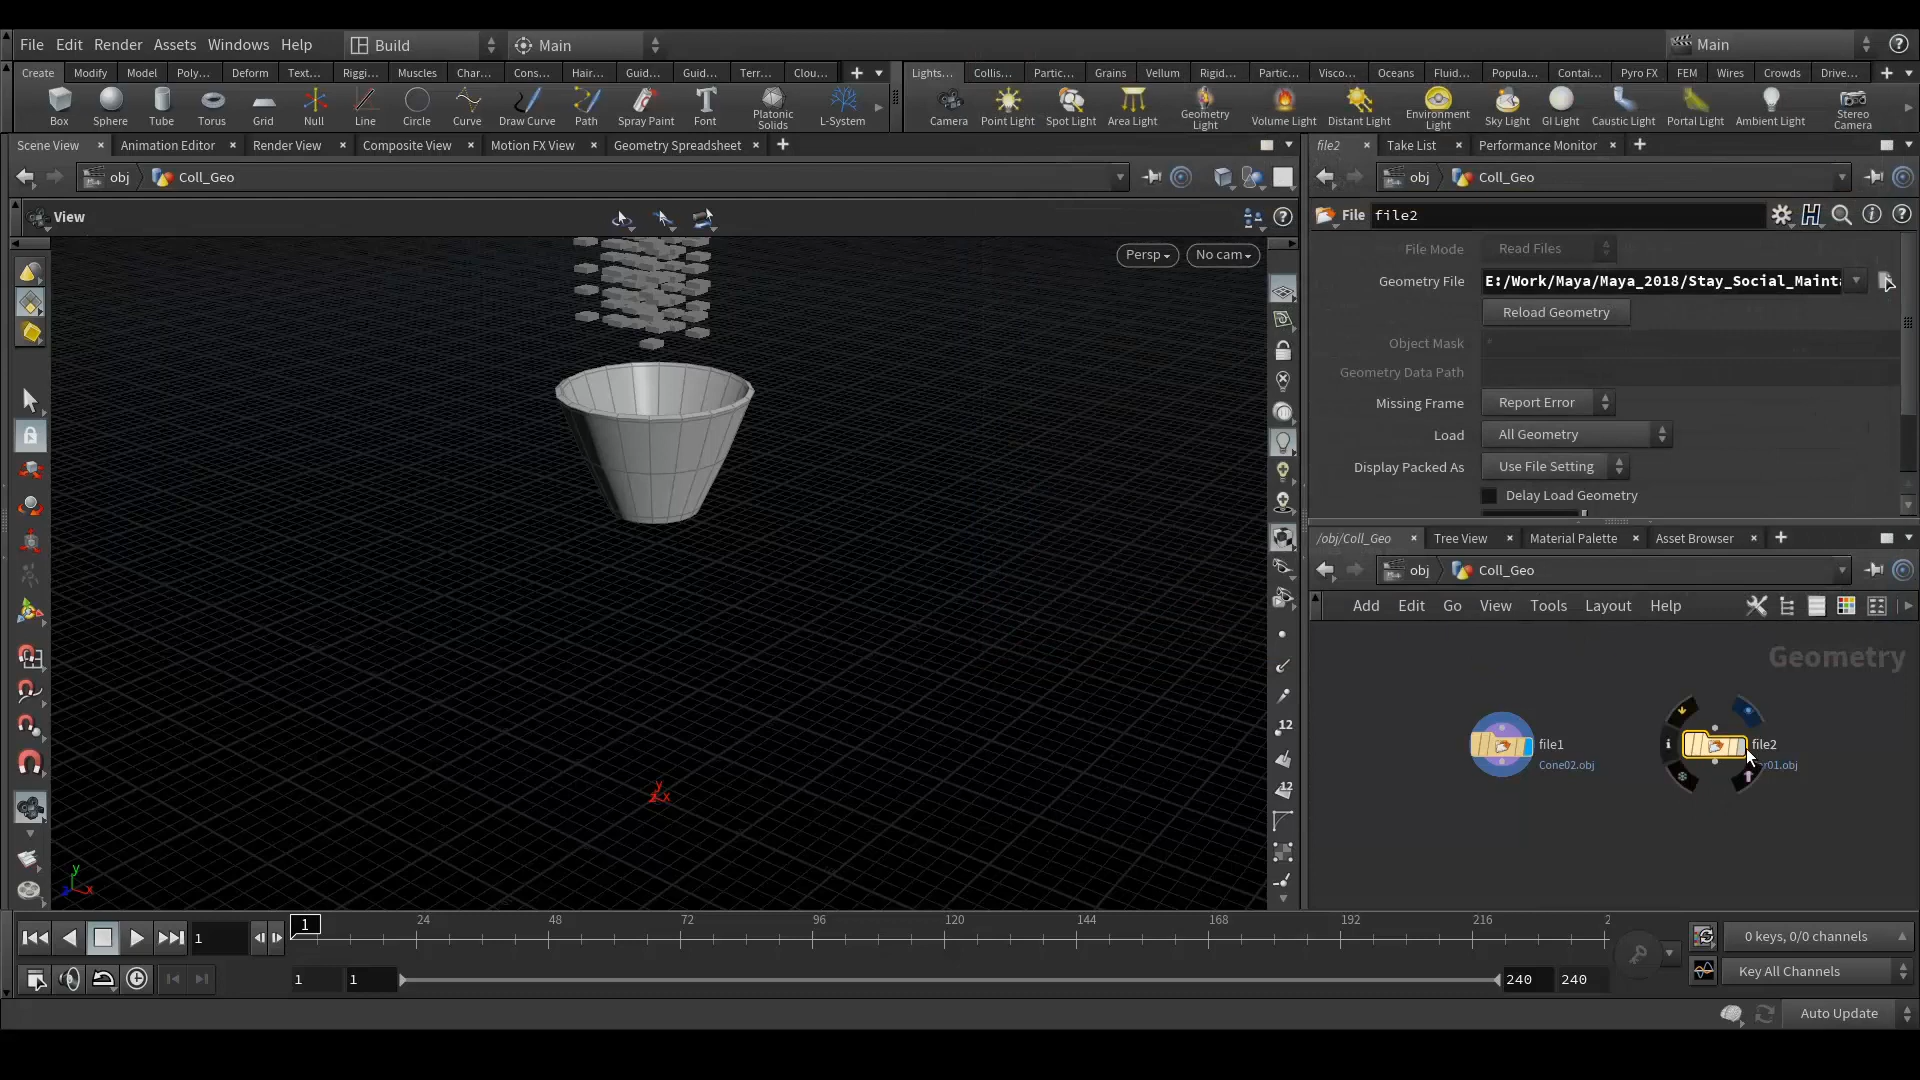 File Edit Render Assets Windows Help Build Main Main
Create Modify Model Poly... Deform Text... Riggi... Muscles Char... Cons... Hair... Guid... Guid... Terr... Clou... Lights... Collis... Partic... Grains Vellum Rigid... Partic... Visco... Oceans Fluid... Popula... Contai... Pyro FX FEM Wires Crowds Drive...
Box Sphere Tube Torus Grid Null Line Circle Curve Draw Curve Path Spray Paint Font Platonic Solids L-System Camera Point Light Spot Light Area Light Geometry Light Volume Light Distant Light Environment Light Sky Light GI Light Caustic Light Portal Light Ambient Light Stereo Camera
Scene View Animation Editor Render View Composite View Motion FX View Geometry Spreadsheet file2 Take List Performance Monitor
obj Coll_Geo obj Coll_Geo
View
File file2
Persp No cam
File Mode Read Files
Geometry File E:/Work/Maya/Maya_2018/Stay_Social_Maint
Reload Geometry
Object Mask *
Geometry Data Path
Missing Frame Report Error
Load All Geometry
Display Packed As Use File Setting
Delay Load Geometry
/obj/Coll_Geo Tree View Material Palette Asset Browser
obj Coll_Geo
Add Edit Go View Tools Layout Help
Geometry
file1
Cone02.obj
file2
r01.obj
12
12
y
z x
y
z x
1 1 24 48 72 96 120 144 168 192 216 2
0 keys, 0/0 channels
1 1 240 240 Key All Channels
Auto Update